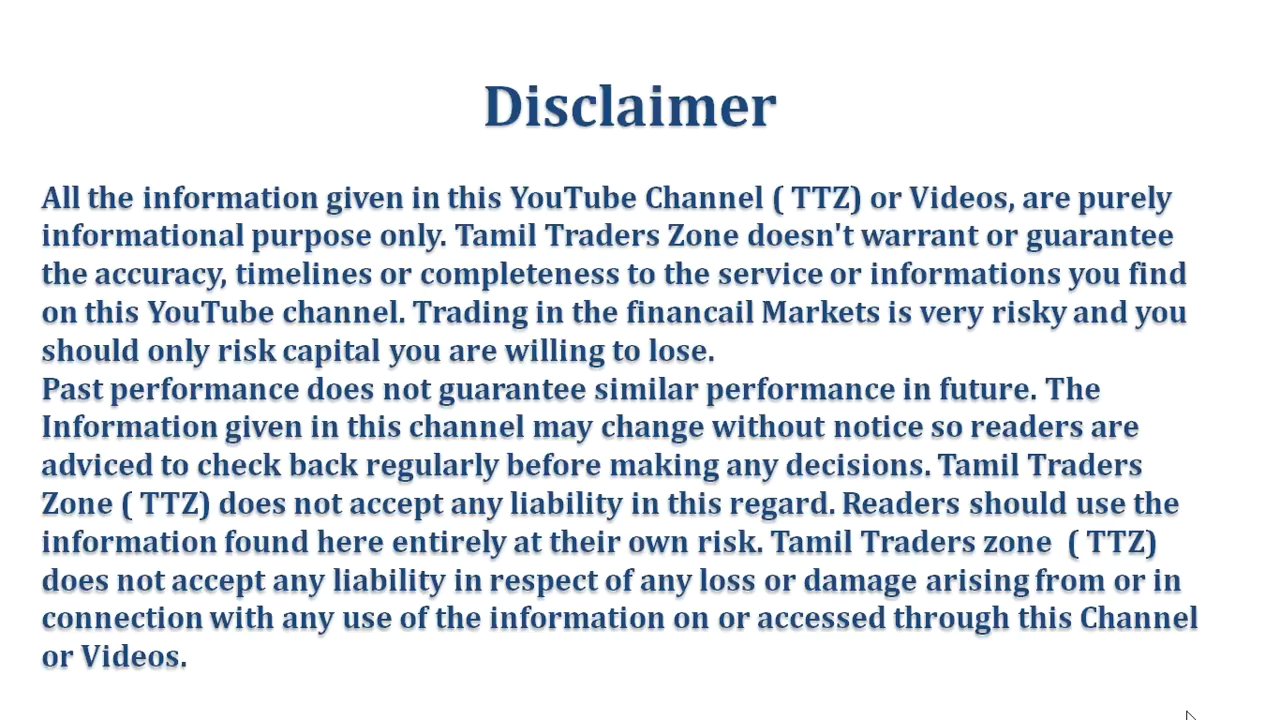 Disclaimer
All the information given in this YouTube Channel ( TTZ) or Videos, are purely
informational purpose only. Tamil Traders Zone doesn't warrant or guarantee
the accuracy, timelines or completeness to the service or informations you find
on this YouTube channel. Trading in the financail Markets is very risky and you
should only risk capital you are willing to lose.
Past performance does not guarantee similar performance in future. The
Information given in this channel may change without notice so readers are
adviced to check back regularly before making any decisions. Tamil Traders
Zone ( TTZ) does not accept any liability in this regard. Readers should use the
information found here entirely at their own risk. Tamil Traders zone  ( TTZ)
does not accept any liability in respect of any loss or damage arising from or in
connection with any use of the information on or accessed through this Channel
or Videos.